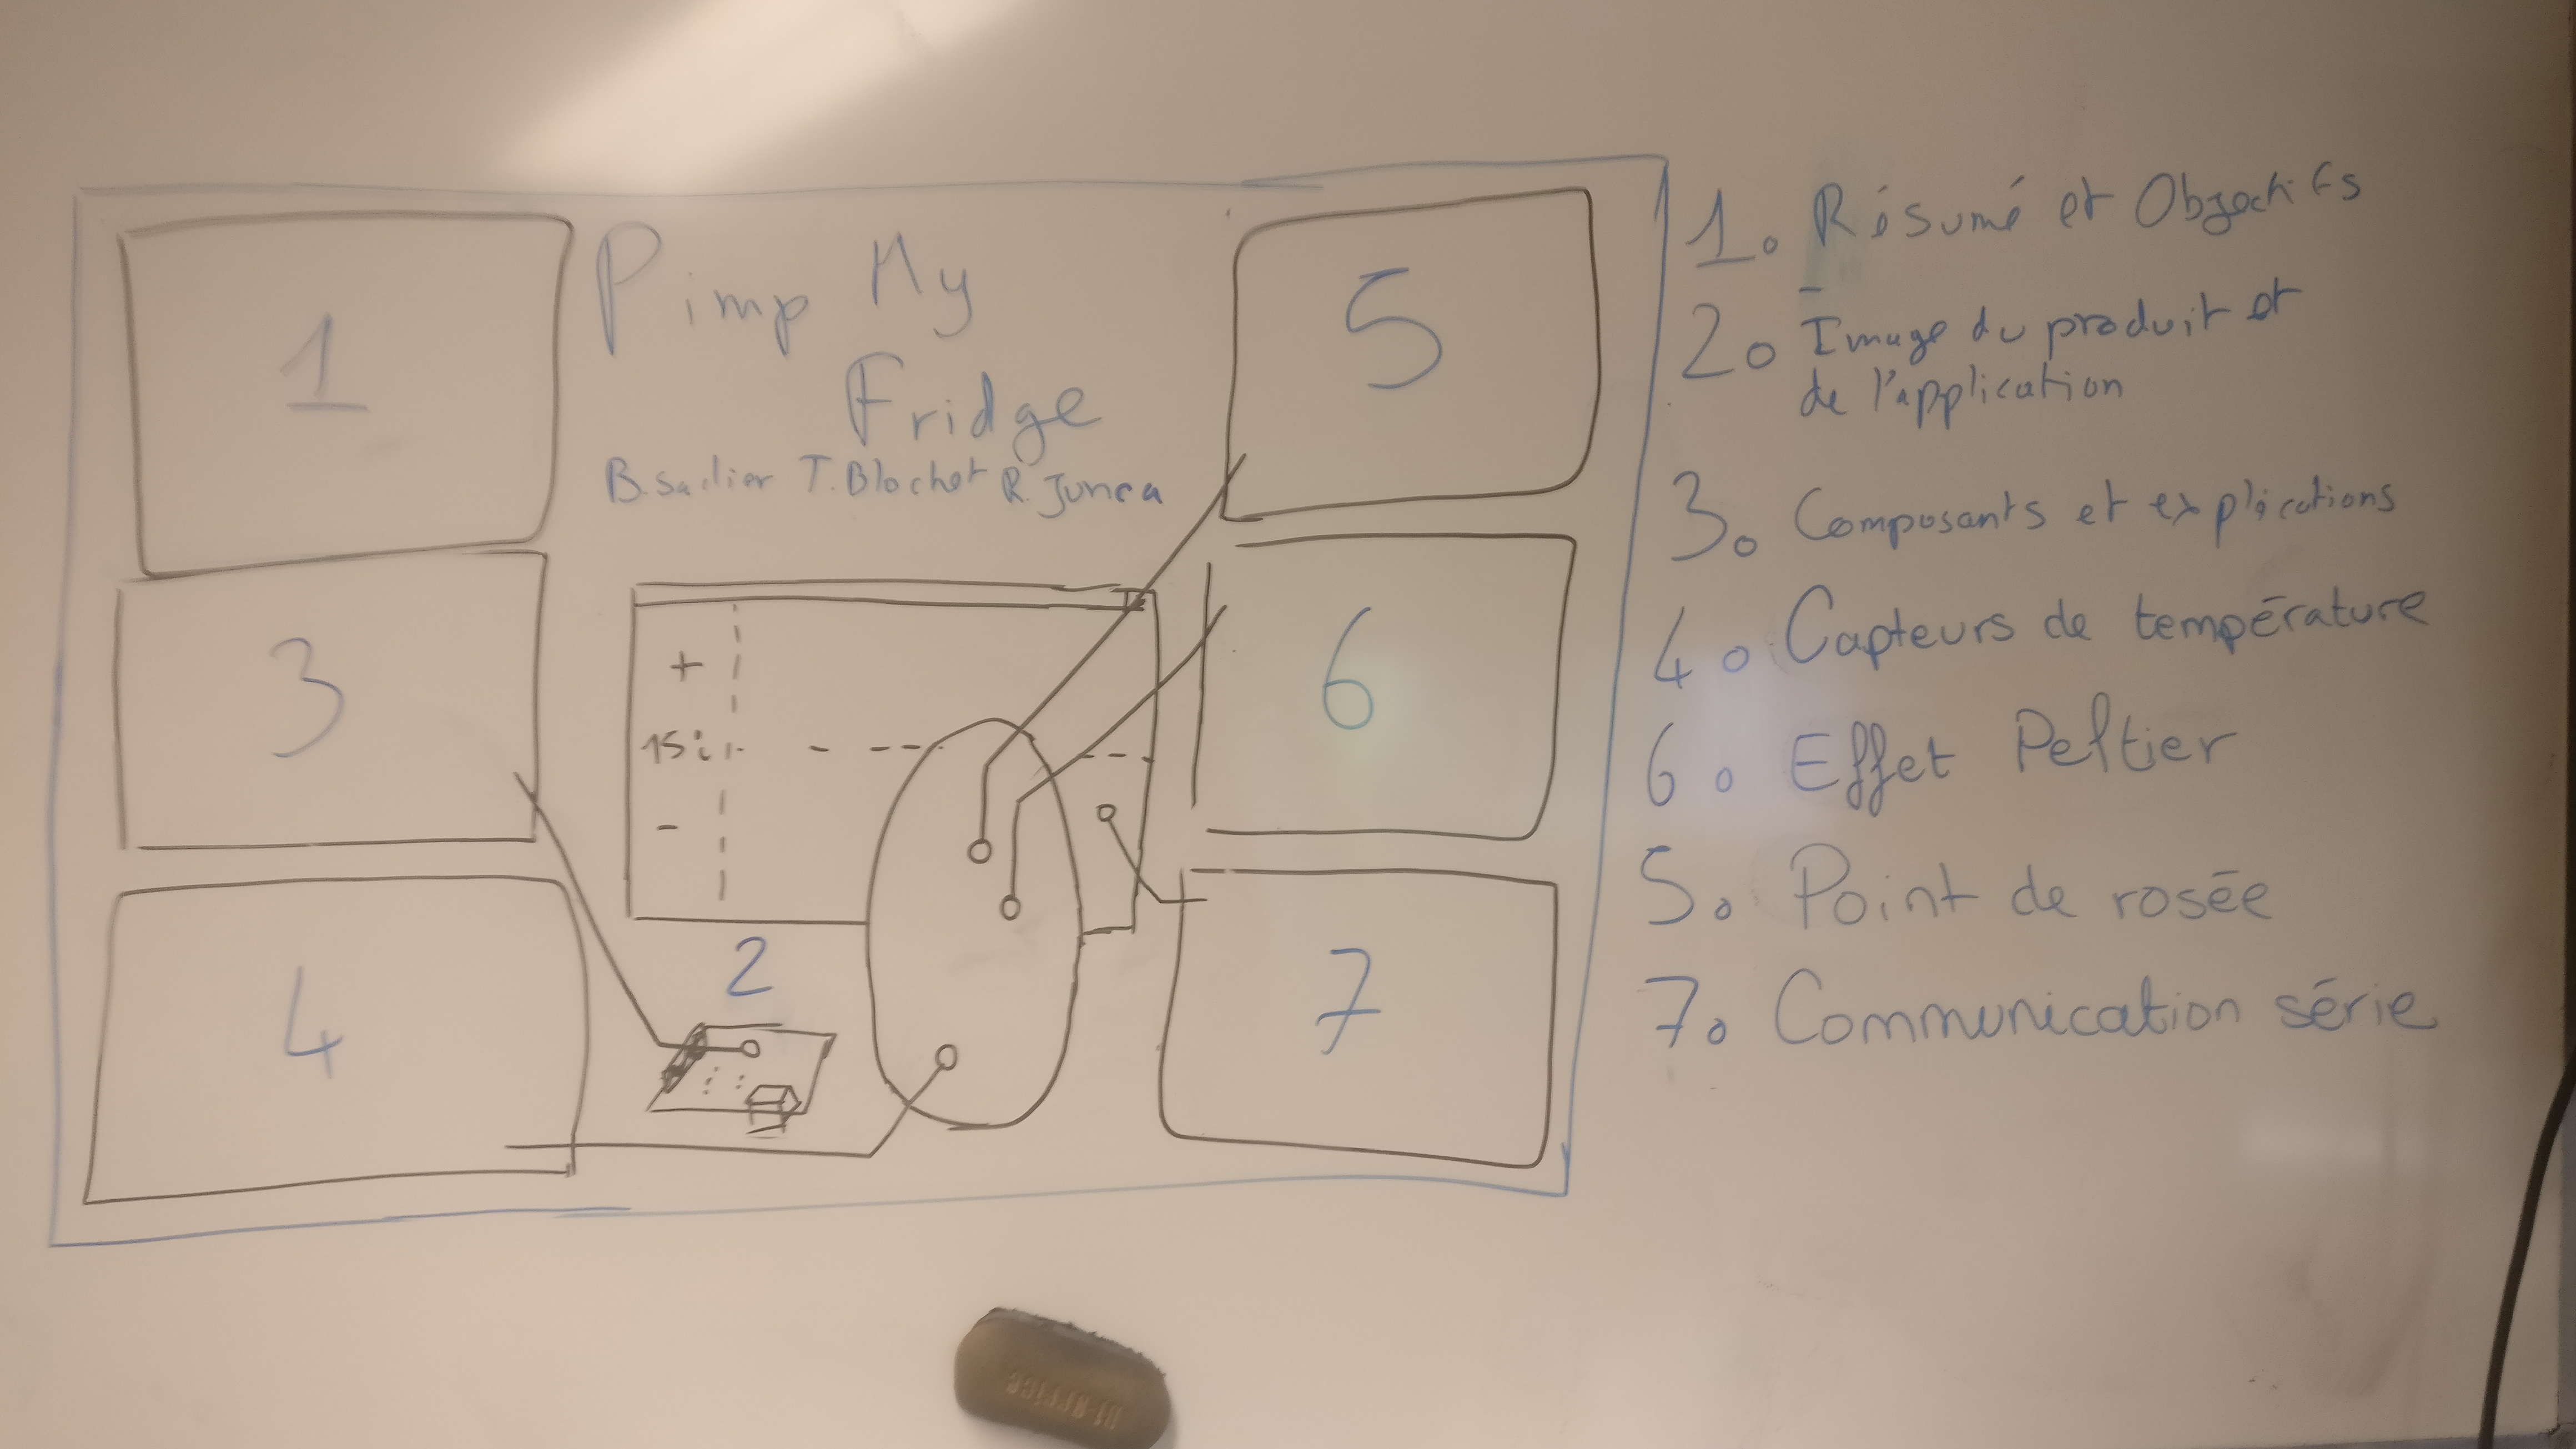 1
Pimp My
Fridge
B. Sadier T. Blochet R. Junca
3
4
+
15
-
2
5
6
7
1. Résumé et Objectifs
2. Image du produit et
de l'application
3. Composants et explications
4. Capteurs de température
6. Effet Peltier
5. Point de rosée
7. Communication série